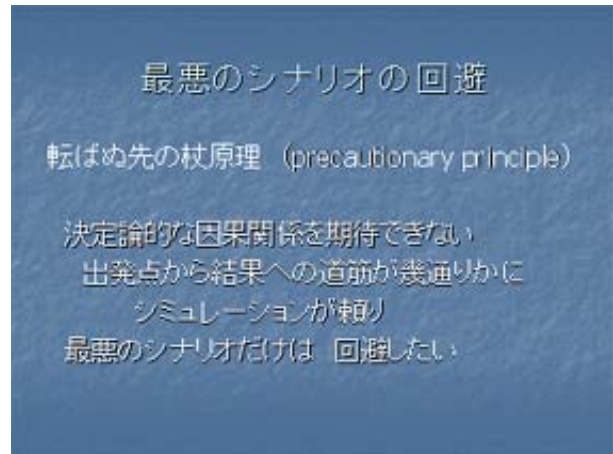 最悪のシナリオの回避
転ばぬ先の杖原理 (precautionary principle)
決定論的な因果関係を期待できない
出発点から結果への道筋が幾通りかに
シミュレーションが頼り
最悪のシナリオだけは 回避したい